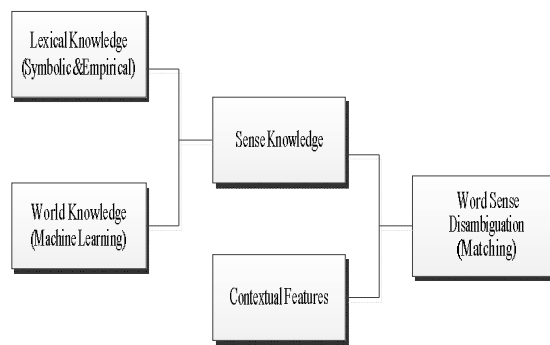 Lexical Knowledge
(Symbolic &Empirical)
Sense Knowledge
World Knowledge
(Machine Learning)
Word Sense
Disambiguation
(Matching)
Contextual Features